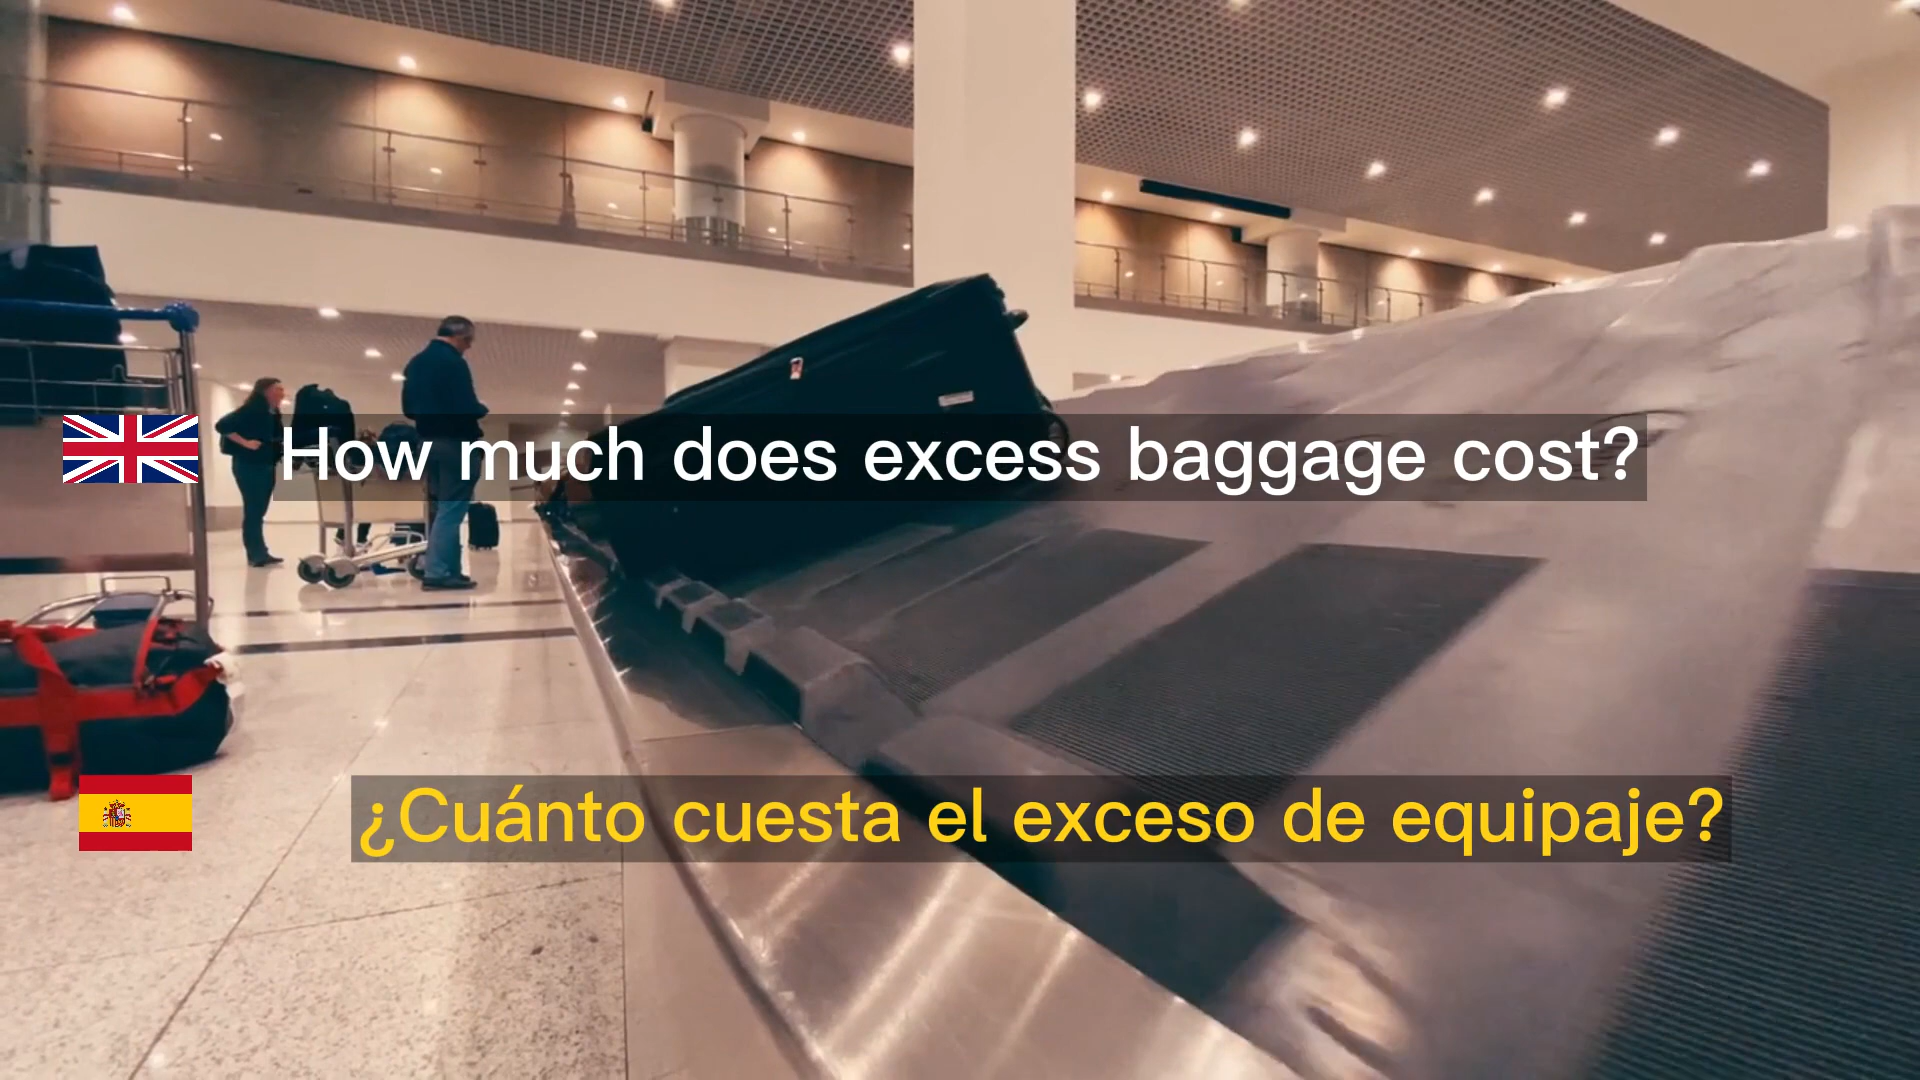 How much does excess baggage cost?
¿Cuánto cuesta el exceso de equipaje?